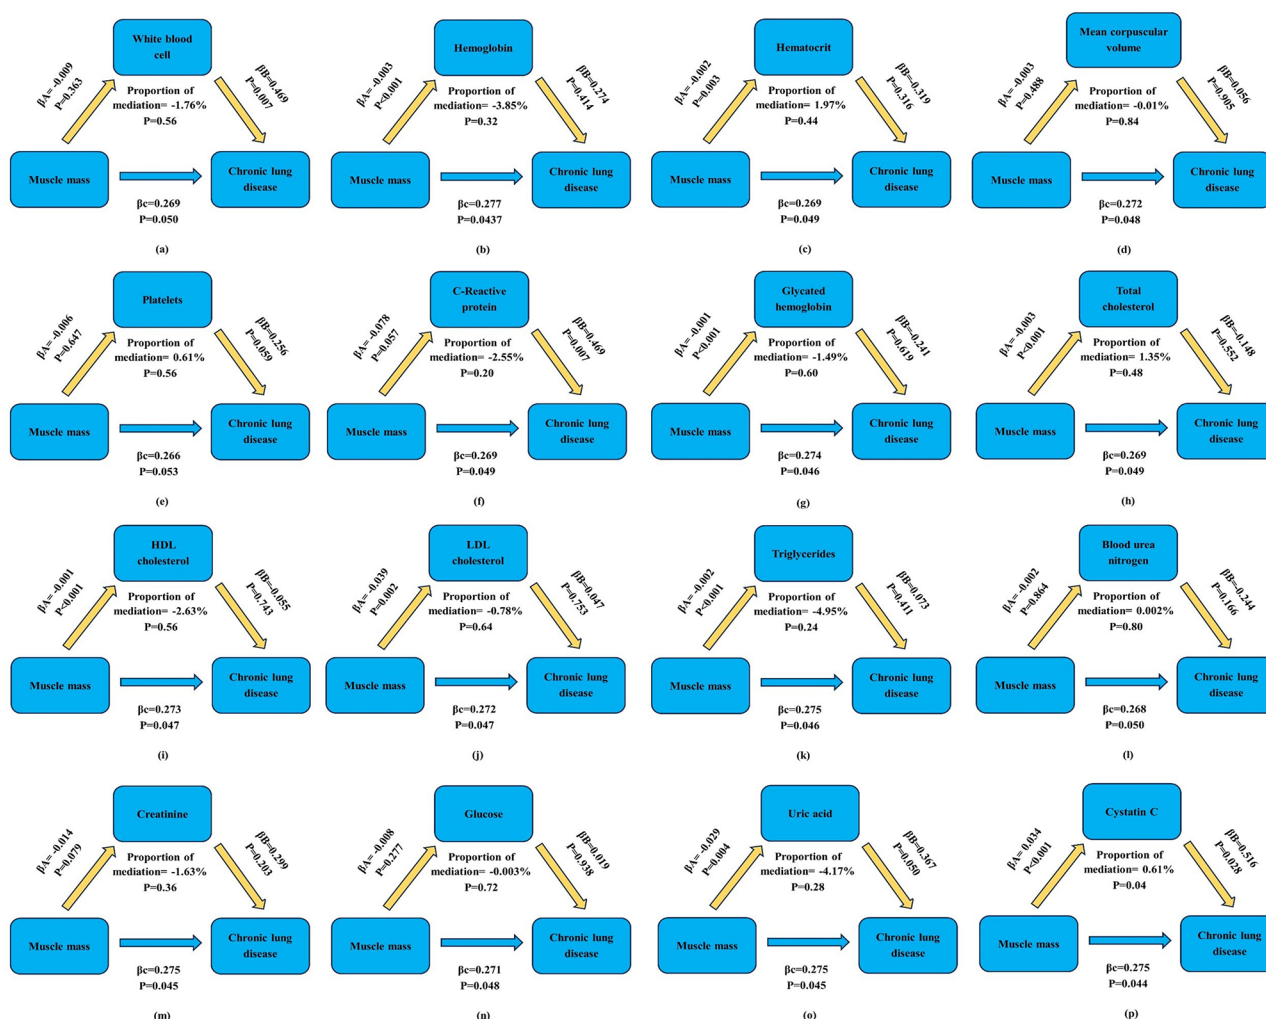 White blood
cell
βA= -0.009
P=0.363
βB=0.469
P=0.007
Proportion of
mediation= -1.76%
P=0.56
Muscle mass
Chronic lung
disease
βc=0.269
P=0.050
(a)
Hemoglobin
βA= -0.003
P<0.001
βB=0.274
P=0.414
Proportion of
mediation= -3.85%
P=0.32
Muscle mass
Chronic lung
disease
βc=0.277
P=0.0437
(b)
Hematocrit
βA= -0.002
P=0.003
βB=-0.319
P=0.316
Proportion of
mediation= 1.97%
P=0.44
Muscle mass
Chronic lung
disease
βc=0.269
P=0.049
(c)
Mean corpuscular
volume
βA= -0.003
P=0.488
βB=0.056
P=0.905
Proportion of
mediation= -0.01%
P=0.84
Muscle mass
Chronic lung
disease
βc=0.272
P=0.048
(d)
Platelets
βA= -0.006
P=0.647
βB=0.256
P=0.059
Proportion of
mediation= 0.61%
P=0.56
Muscle mass
Chronic lung
disease
βc=0.266
P=0.053
(e)
C-Reactive
protein
βA= -0.078
P=0.057
βB=0.469
P=0.007
Proportion of
mediation= -2.55%
P=0.20
Muscle mass
Chronic lung
disease
βc=0.269
P=0.049
(f)
Glycated
hemoglobin
βA= -0.001
P<0.001
βB=-0.241
P=0.619
Proportion of
mediation= -1.49%
P=0.60
Muscle mass
Chronic lung
disease
βc=0.274
P=0.046
(g)
Total
cholesterol
βA= -0.003
P<0.001
βB=-0.148
P=0.552
Proportion of
mediation= 1.35%
P=0.48
Muscle mass
Chronic lung
disease
βc=0.269
P=0.049
(h)
HDL
cholesterol
βA= -0.001
P<0.001
βB=-0.055
P=0.743
Proportion of
mediation= -2.63%
P=0.56
Muscle mass
Chronic lung
disease
βc=0.273
P=0.047
(i)
LDL
cholesterol
βA= -0.039
P=0.002
βB=0.047
P=0.753
Proportion of
mediation= -0.78%
P=0.64
Muscle mass
Chronic lung
disease
βc=0.272
P=0.047
(j)
Triglycerides
βA= -0.002
P<0.001
βB=0.073
P=0.411
Proportion of
mediation= -4.95%
P=0.24
Muscle mass
Chronic lung
disease
βc=0.275
P=0.046
(k)
Blood urea
nitrogen
βA= -0.002
P=0.864
βB=-0.244
P=0.166
Proportion of
mediation= 0.002%
P=0.80
Muscle mass
Chronic lung
disease
βc=0.268
P=0.050
(l)
Creatinine
βA= -0.014
P=0.079
βB=0.299
P=0.203
Proportion of
mediation= -1.63%
P=0.36
Muscle mass
Chronic lung
disease
βc=0.275
P=0.045
(m)
Glucose
βA= -0.008
P=0.277
βB=0.019
P=0.938
Proportion of
mediation= -0.003%
P=0.72
Muscle mass
Chronic lung
disease
βc=0.271
P=0.048
(n)
Uric acid
βA= -0.029
P=0.004
βB=0.367
P=0.050
Proportion of
mediation= -4.17%
P=0.28
Muscle mass
Chronic lung
disease
βc=0.275
P=0.045
(o)
Cystatin C
βA= 0.034
P<0.001
βB=0.516
P=0.028
Proportion of
mediation= 0.61%
P=0.04
Muscle mass
Chronic lung
disease
βc=0.275
P=0.044
(p)